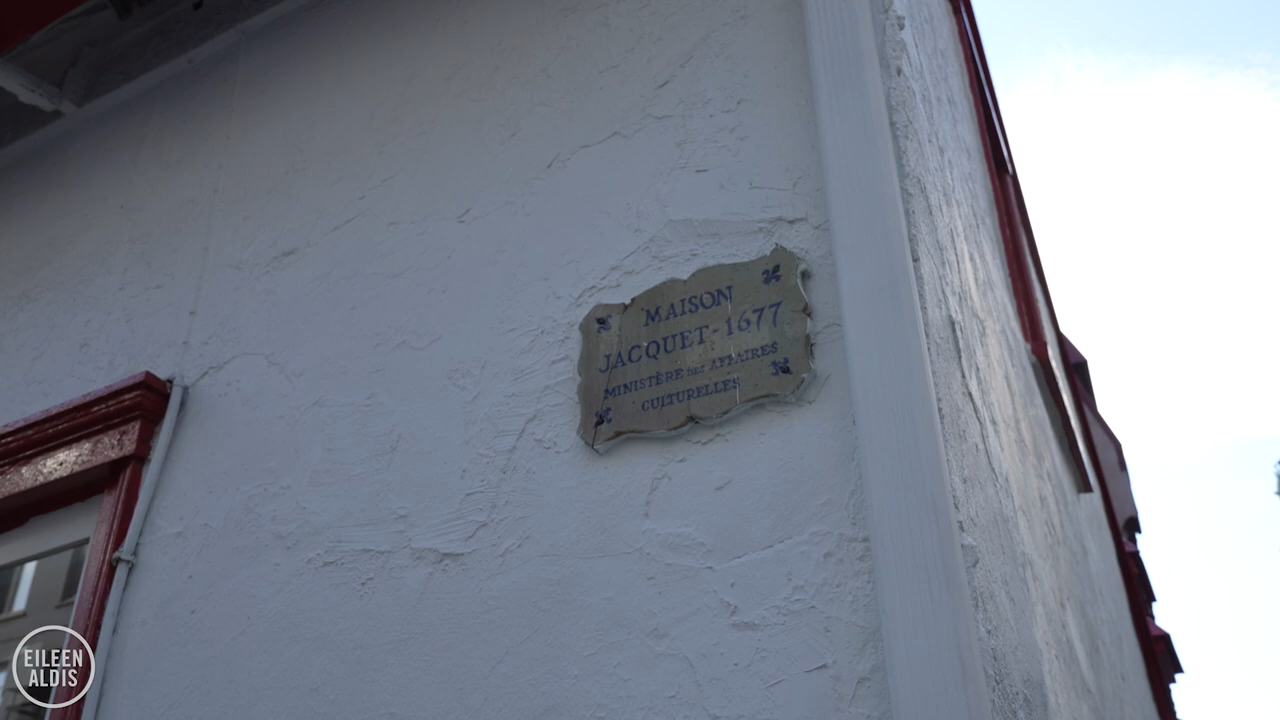 MAISON
JACQUET-1677
MINISTÈRE DES AFFAIRES
CULTURELLES
EILEEN
ALDIS